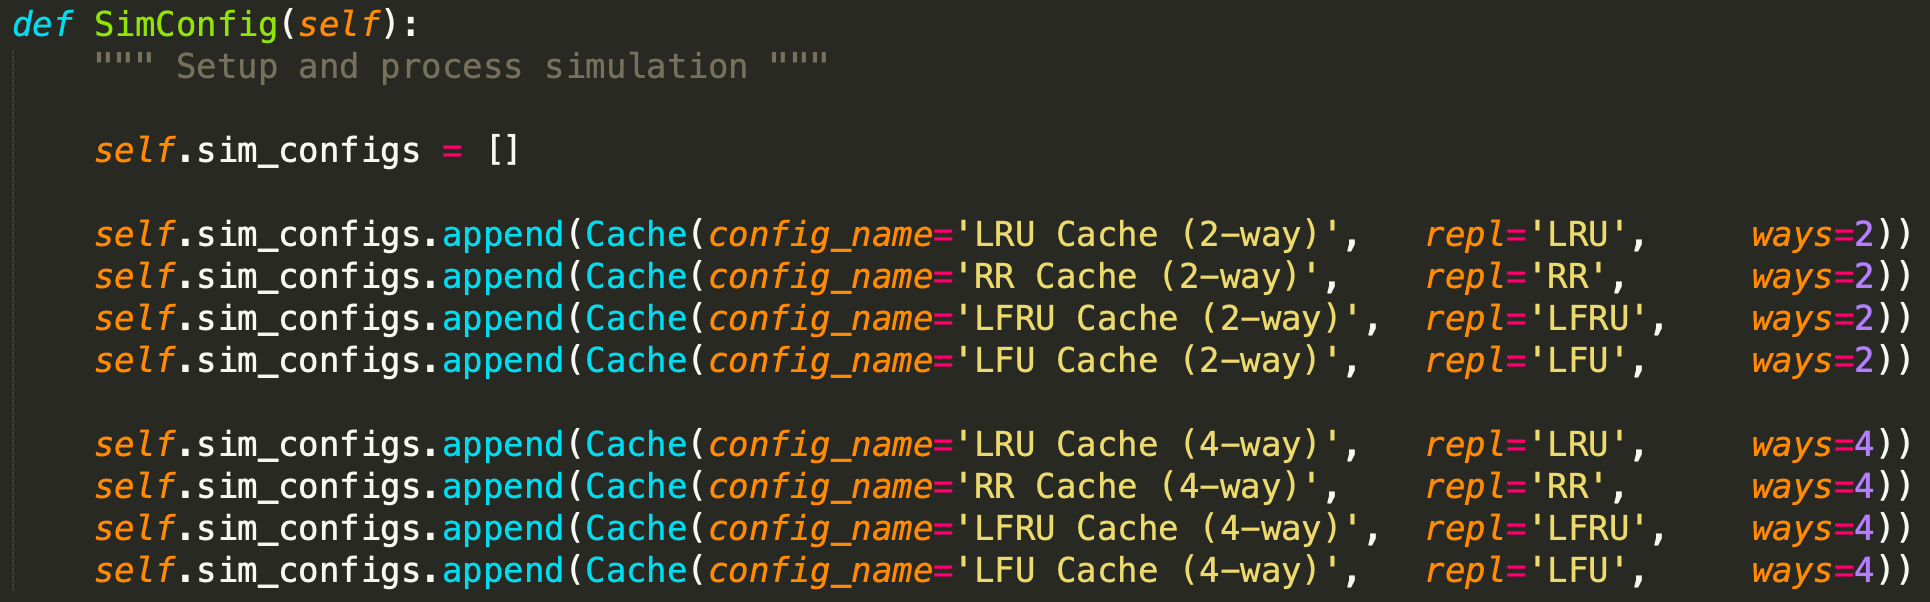 def SimConfig(self):
    """ Setup and process simulation """

    self.sim_configs = []

    self.sim_configs.append(Cache(config_name='LRU Cache (2-way)',   repl='LRU',     ways=2))
    self.sim_configs.append(Cache(config_name='RR Cache (2-way)',    repl='RR',      ways=2))
    self.sim_configs.append(Cache(config_name='LFRU Cache (2-way)',  repl='LFRU',    ways=2))
    self.sim_configs.append(Cache(config_name='LFU Cache (2-way)',   repl='LFU',     ways=2))

    self.sim_configs.append(Cache(config_name='LRU Cache (4-way)',   repl='LRU',     ways=4))
    self.sim_configs.append(Cache(config_name='RR Cache (4-way)',    repl='RR',      ways=4))
    self.sim_configs.append(Cache(config_name='LFRU Cache (4-way)',  repl='LFRU',    ways=4))
    self.sim_configs.append(Cache(config_name='LFU Cache (4-way)',   repl='LFU',     ways=4))